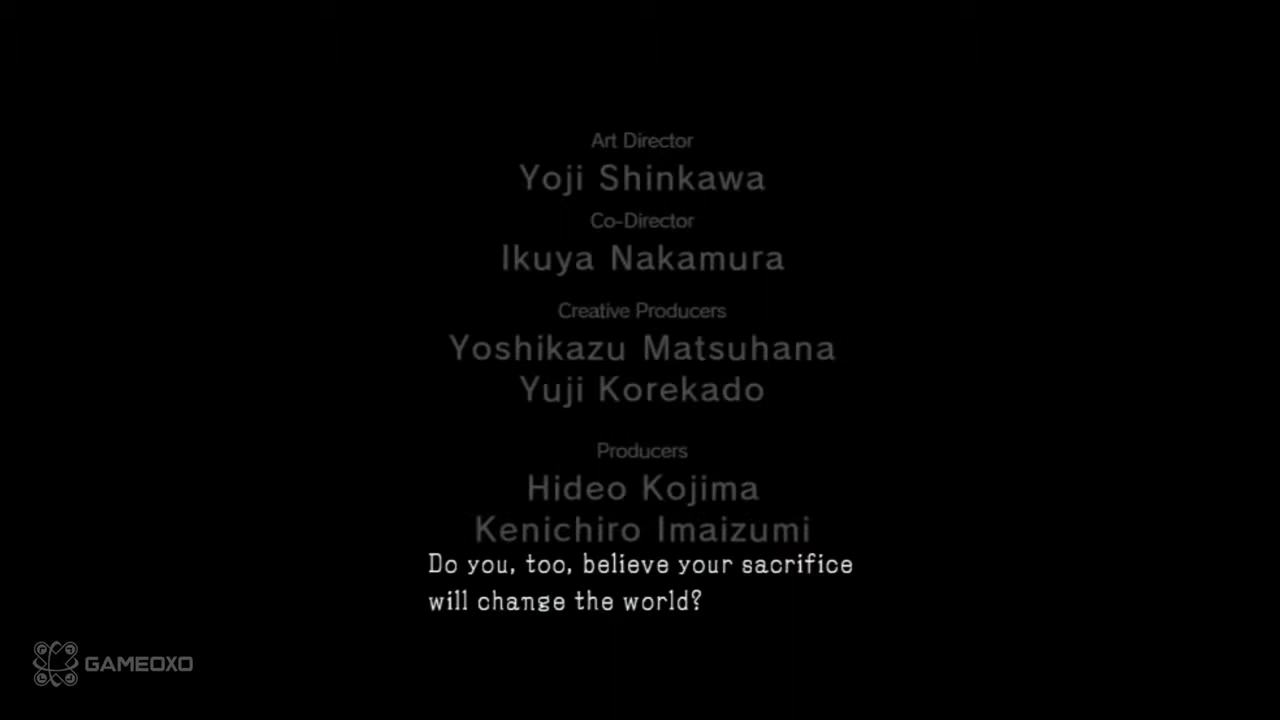 Art Director
Yoji Shinkawa
Co-Director
Ikuya Nakamura
Creative Producers
Yoshikazu Matsuhana
Yuji Korekado
Producers
Hideo Kojima
Kenichiro Imaizumi
Do you, too, believe your sacrifice
will change the world?
GAMEOXO